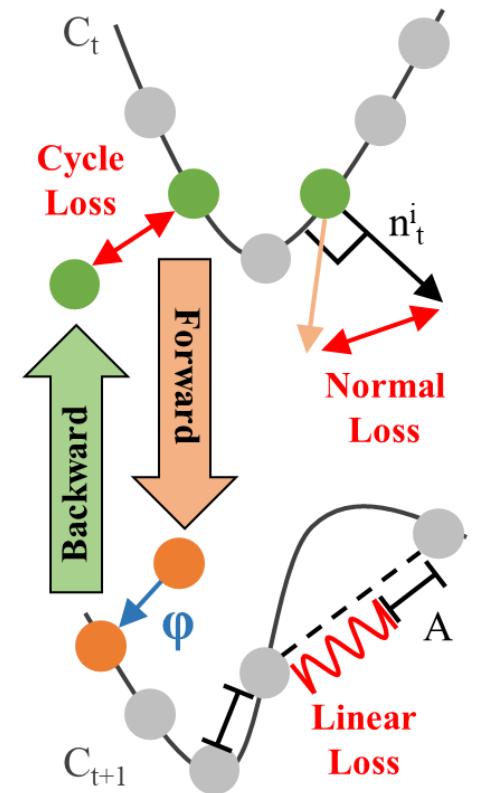 C_t
Cycle
Loss
n^i_t
Forward
Normal
Loss
Backward
φ
A
Linear
Loss
C_{t+1}